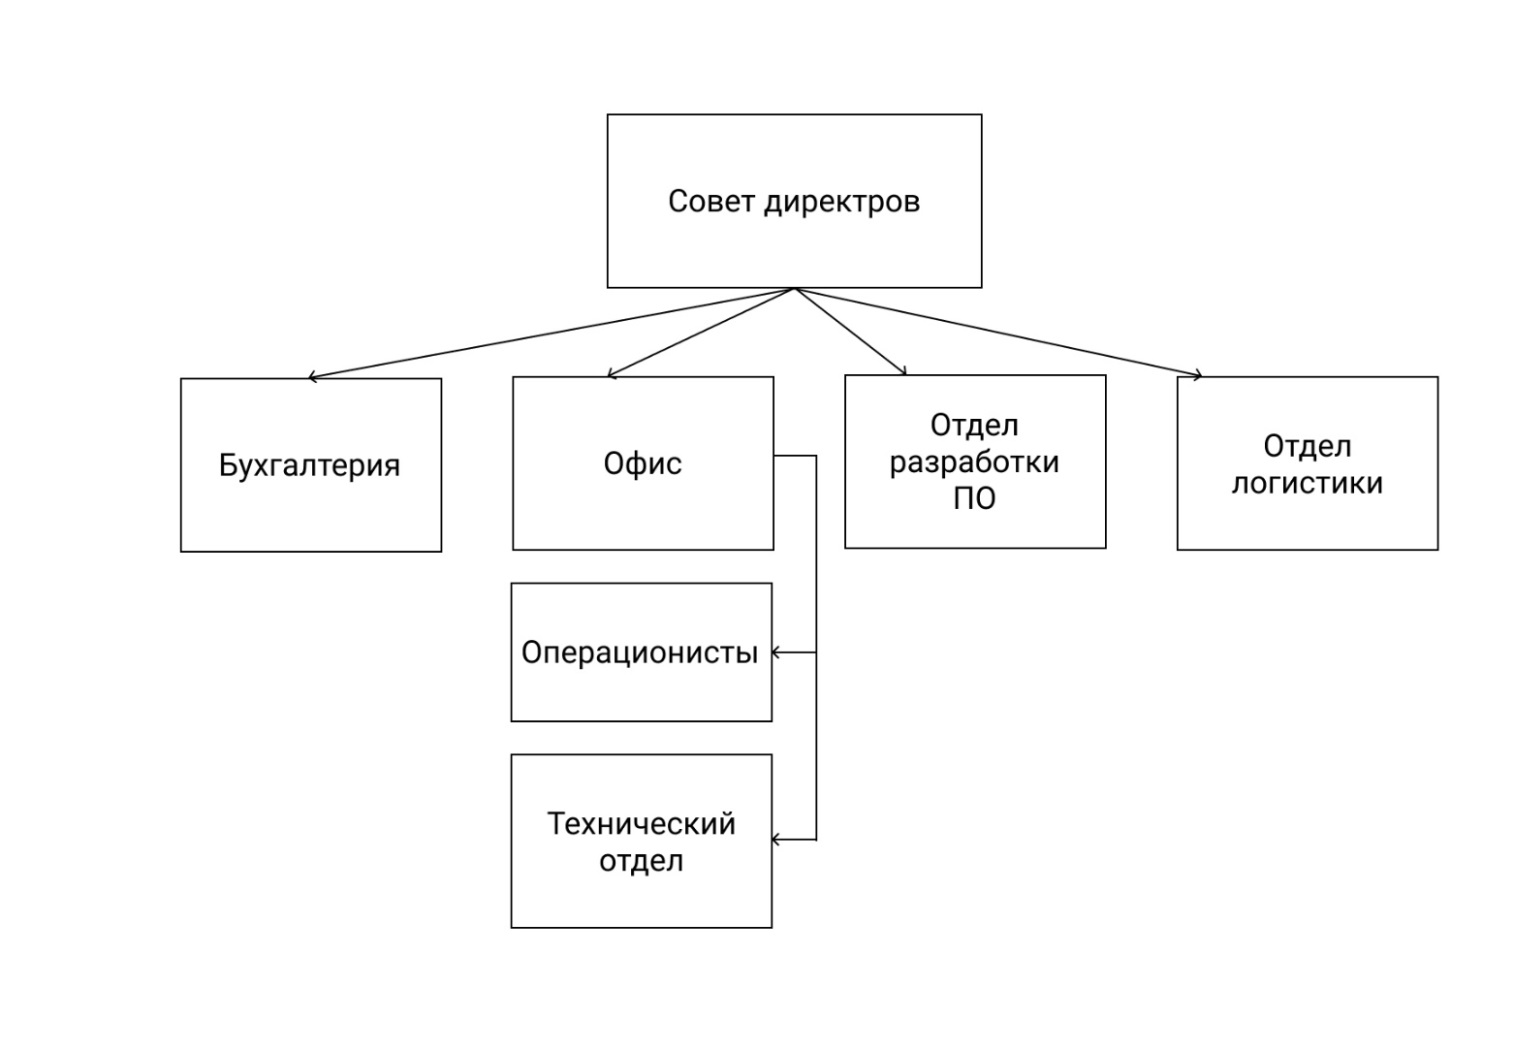 Совет директров
Бухгалтерия
Офис
Отдел
разработки
ПО
Отдел
логистики
Операционисты
Технический
отдел